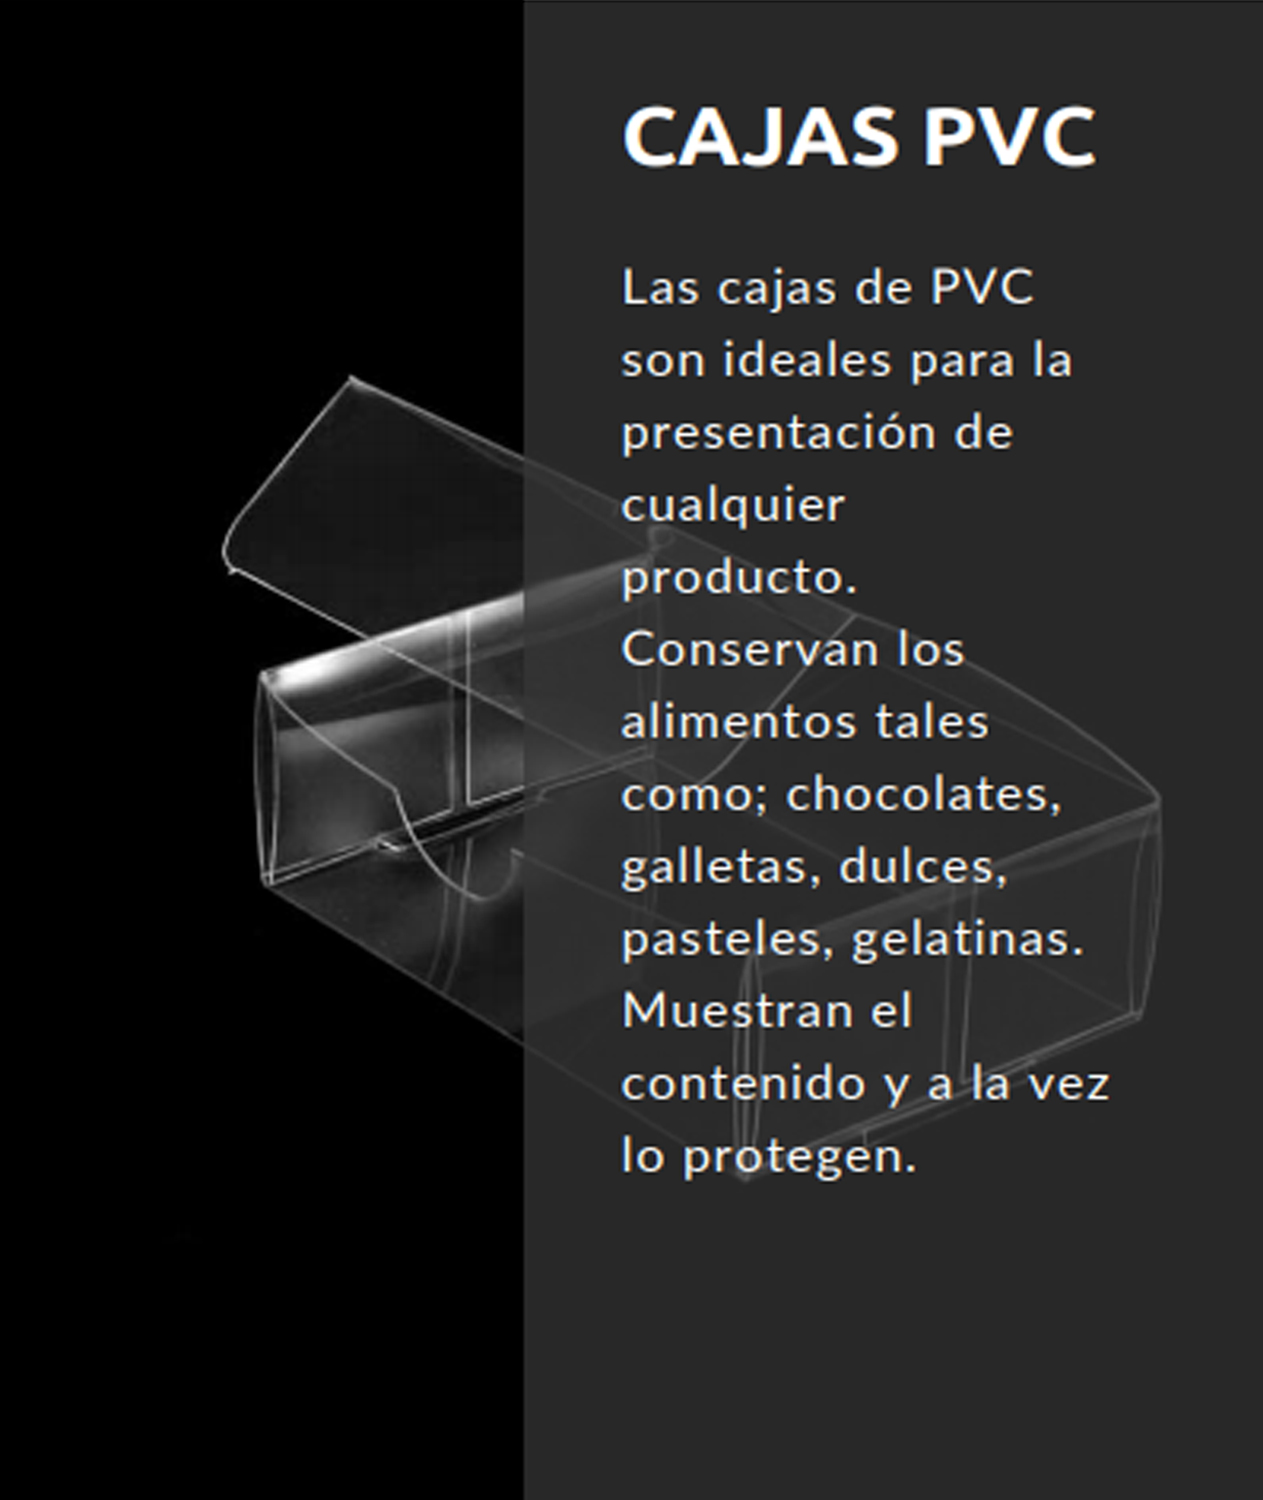 CAJAS PVC
Las cajas de PVC
son ideales para la
presentación de
cualquier
producto.
Conservan los
alimentos tales
como; chocolates,
galletas, dulces,
pasteles, gelatinas.
Muestran el
contenido y a la vez
lo protegen.